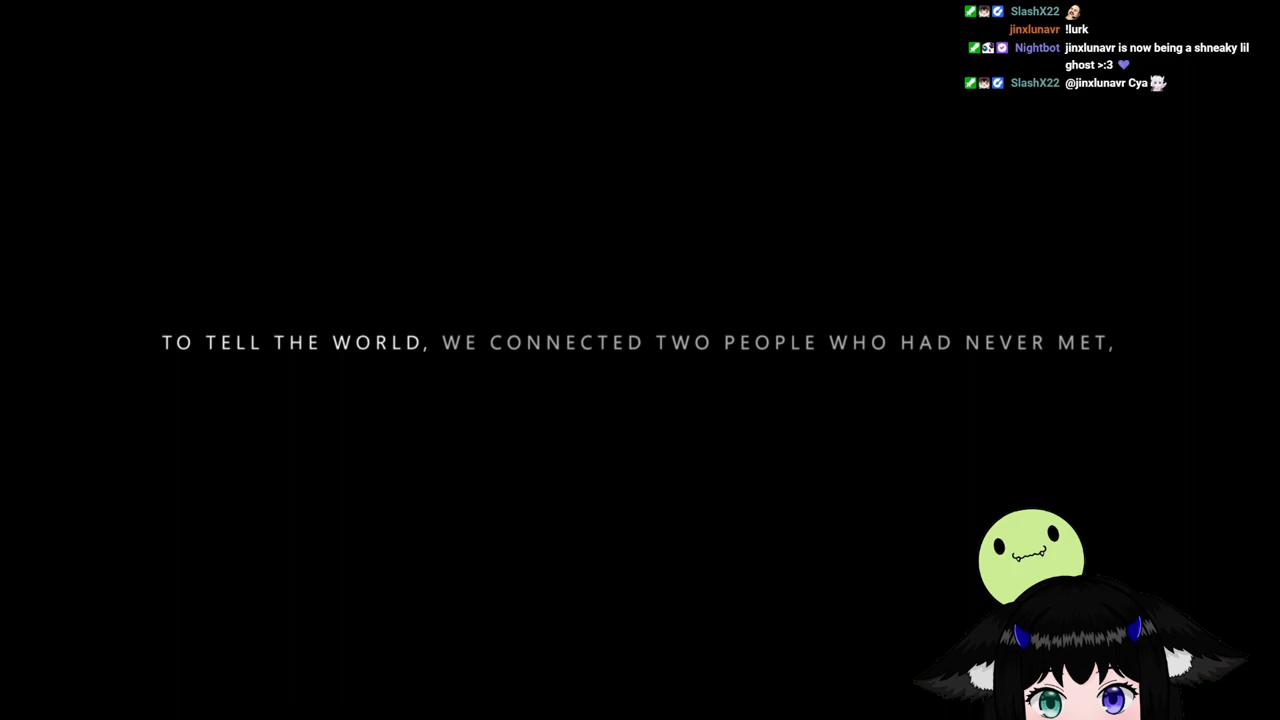 SlashX22
jinxlunavr !lurk
Nightbot jinxlunavr is now being a shneaky lil
ghost >:3
SlashX22 @jinxlunavr Cya
TO TELL THE WORLD, WE CONNECTED TWO PEOPLE WHO HAD NEVER MET,